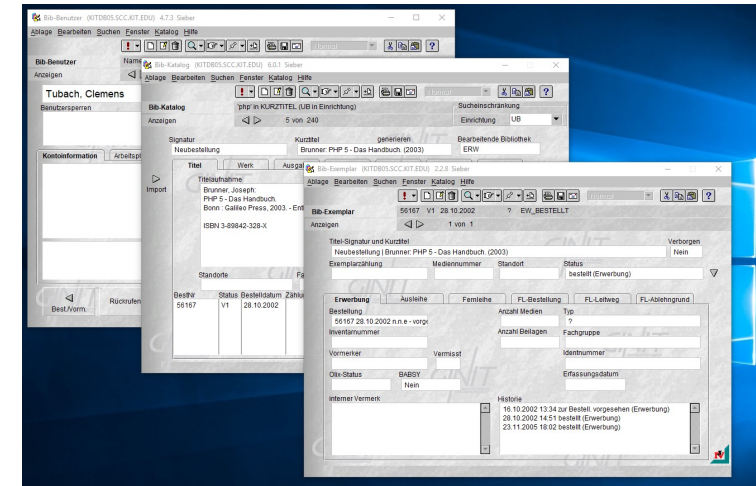 Bib-Benutzer (KITDB05.SCC.KIT.EDU) 4.7.3 Sieber
Ablage Bearbeiten Suchen Fenster Katalog Hilfe
Normal
Bib-Benutzer
Name
Anzeigen
Tubach, Clemens
Benutzersperren
Kontoinformation
Arbeitspl
Best./Vorm.
Rückrufen
Bib-Katalog (KITDB05.SCC.KIT.EDU) 6.0.1 Sieber
Ablage Bearbeiten Suchen Fenster Katalog Hilfe
Normal
Bib-Katalog 'php' in KURZTITEL (UB in Einrichtung) Sucheinschränkung
Anzeigen 5 von 240 Einrichtung UB
Signatur Kurztitel generieren Bearbeitende Bibliothek
Neubestellung Brunner: PHP 5 - Das Handbuch. (2003) ERW
Titel Werk Ausgal
Import
Titelaufnahme
Brunner, Joseph:
PHP 5 - Das Handbuch.
Bonn : Galileo Press, 2003. - Ent
ISBN 3-89842-328-X
Standorte Fa
BestNr Status Bestelldatum Zählu
56167 V1 28.10.2002
Bib-Exemplar (KITDB05.SCC.KIT.EDU) 2.2.8 Sieber
Ablage Bearbeiten Suchen Fenster Katalog Hilfe
Normal
Bib-Exemplar 56167 V1 28.10.2002 ? EW_BESTELLT
Anzeigen 1 von 1
Titel-Signatur und Kurztitel Verborgen
Neubestellung | Brunner: PHP 5 - Das Handbuch. (2003) Nein
Exemplarzählung Mediennummer Standort Status
bestellt (Erwerbung)
Erwerbung Ausleihe Fernleihe FL-Bestellung FL-Leitweg FL-Ablehngrund
Bestellung Anzahl Medien Typ
56167 28.10.2002 n.n.e - vorge ?
Inventarnummer Anzahl Beilagen Fachgruppe
Vormerker Vermisst Identnummer
Olix-Status BABSY Erfassungsdatum
Nein
Interner Vermerk Historie
16.10.2002 13:34 zur Bestell. vorgesehen (Erwerbung)
28.10.2002 14:51 bestellt (Erwerbung)
23.11.2005 18:02 bestellt (Erwerbung)